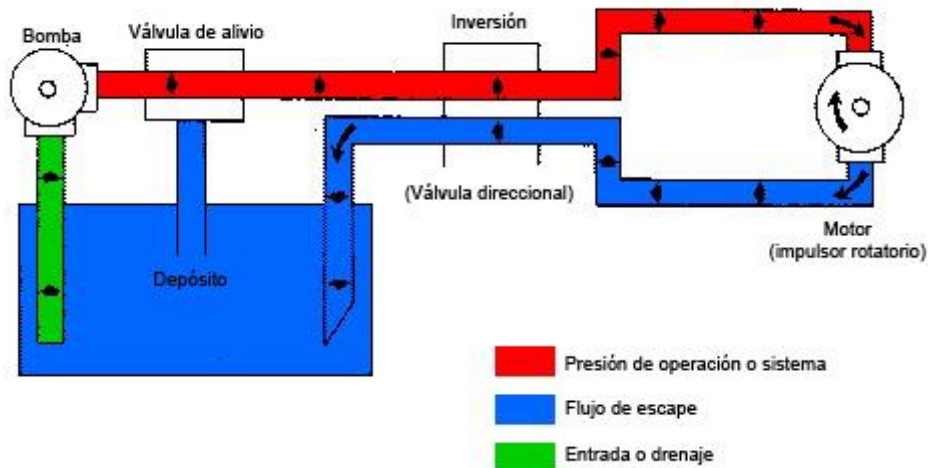 Bomba
Válvula de alivio
Inversión
(Válvula direccional)
Motor
(impulsor rotatorio)
Depósito
Presión de operación o sistema
Flujo de escape
Entrada o drenaje